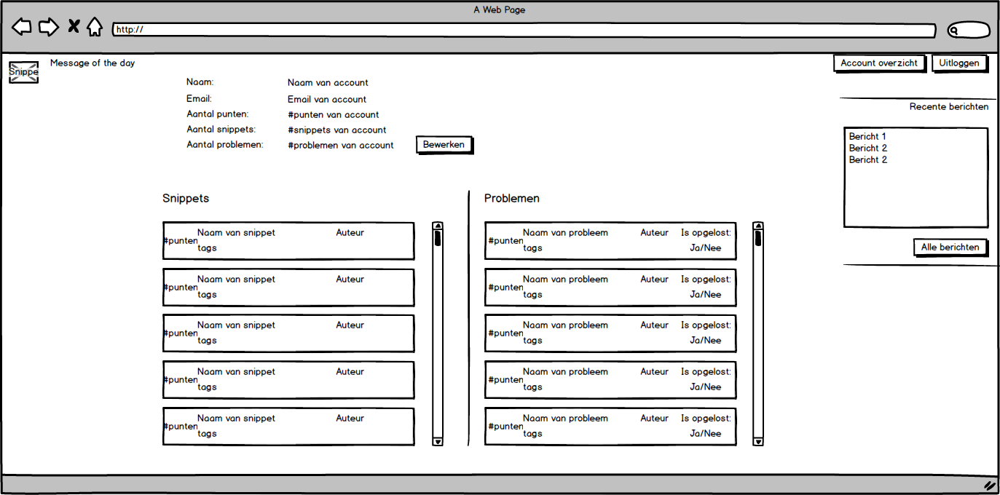 A Web Page
http://
Snippe
Message of the day
Account overzicht
Uitloggen
Naam: Naam van account
Email: Email van account
Aantal punten: #punten van account
Aantal snippets: #snippets van account
Aantal problemen: #problemen van account
Bewerken
Recente berichten
Bericht 1
Bericht 2
Bericht 2
Alle berichten
Snippets
Naam van snippet Auteur
#punten
tags
Naam van snippet Auteur
#punten
tags
Naam van snippet Auteur
#punten
tags
Naam van snippet Auteur
#punten
tags
Naam van snippet Auteur
#punten
tags
Problemen
Naam van probleem Auteur Is opgelost:
#punten
tags Ja/Nee
Naam van probleem Auteur Is opgelost:
#punten
tags Ja/Nee
Naam van probleem Auteur Is opgelost:
#punten
tags Ja/Nee
Naam van probleem Auteur Is opgelost:
#punten
tags Ja/Nee
Naam van probleem Auteur Is opgelost:
#punten
tags Ja/Nee